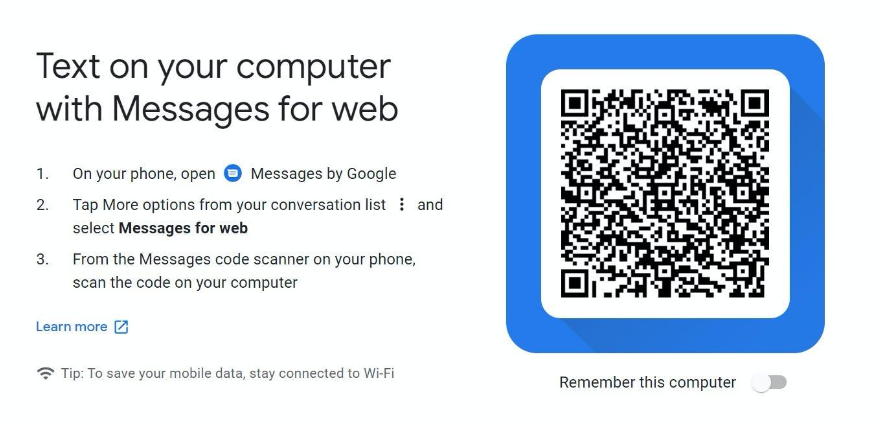 Text on your computer
with Messages for web
1. On your phone, open Messages by Google
2. Tap More options from your conversation list and
select Messages for web
3. From the Messages code scanner on your phone,
scan the code on your computer
Learn more
Tip: To save your mobile data, stay connected to Wi-Fi
Remember this computer